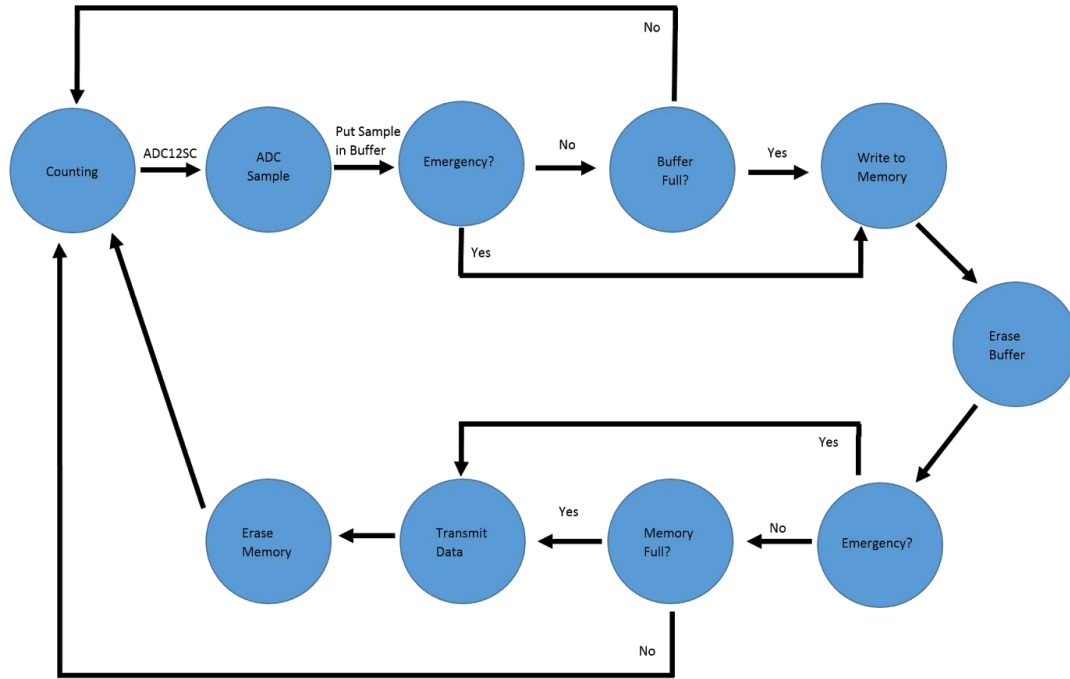 No
Counting
ADC12SC
ADC
Sample
Put Sample
in Buffer
Emergency?
No
Buffer
Full?
Yes
Write to
Memory
Yes
Erase
Buffer
Yes
Erase
Memory
Transmit
Data
Yes
Memory
Full?
No
Emergency?
No